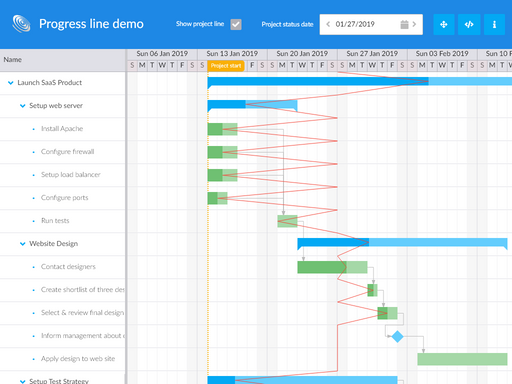 Progress line demo
Show project line
Project status date
01/27/2019
Name
Sun 06 Jan 2019 Sun 13 Jan 2019 Sun 20 Jan 2019 Sun 27 Jan 2019 Sun 03 Feb 2019 Sun 10 F
S M T W T F S S M T W T F S S M T W T F S S M T W T F S S M T W T F S S M T
Project start
Launch SaaS Product
Setup web server
Install Apache
Configure firewall
Setup load balancer
Configure ports
Run tests
Website Design
Contact designers
Create shortlist of three des
Select & review final design
Inform management about
Apply design to web site
Setup Test Strategy